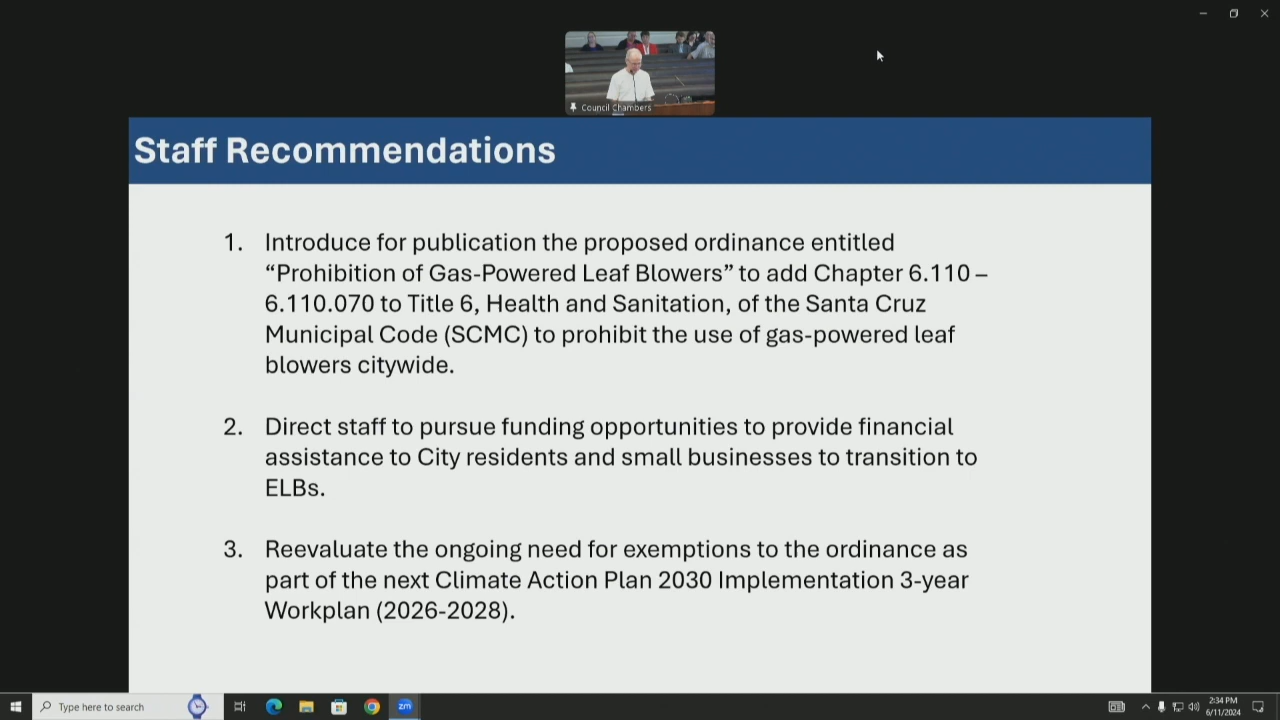 Council Chambers
Staff Recommendations
1. Introduce for publication the proposed ordinance entitled
“Prohibition of Gas-Powered Leaf Blowers” to add Chapter 6.110 –
6.110.070 to Title 6, Health and Sanitation, of the Santa Cruz
Municipal Code (SCMC) to prohibit the use of gas-powered leaf
blowers citywide.
2. Direct staff to pursue funding opportunities to provide financial
assistance to City residents and small businesses to transition to
ELBs.
3. Reevaluate the ongoing need for exemptions to the ordinance as
part of the next Climate Action Plan 2030 Implementation 3-year
Workplan (2026-2028).
Type here to search
zm
2:34 PM
6/11/2024